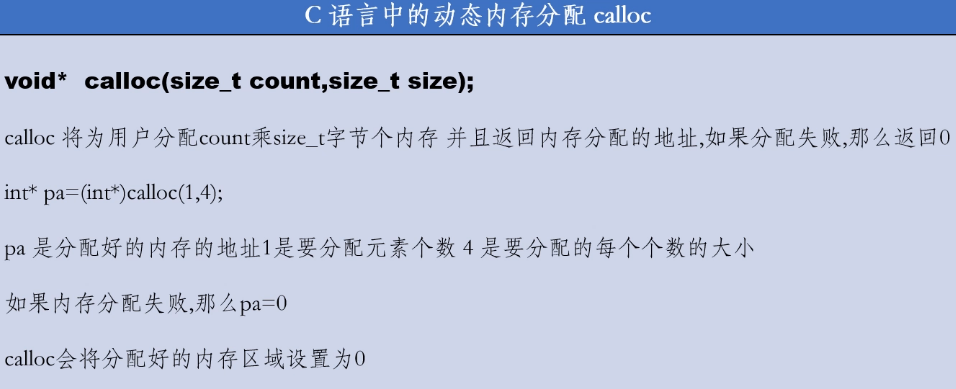 C 语言中的动态内存分配 calloc
void* calloc(size_t count,size_t size);
calloc 将为用户分配count乘size_t字节个内存 并且返回内存分配的地址,如果分配失败,那么返回0
int* pa=(int*)calloc(1,4);
pa 是分配好的内存的地址1是要分配元素个数 4 是要分配的每个个数的大小
如果内存分配失败,那么pa=0
calloc会将分配好的内存区域设置为0